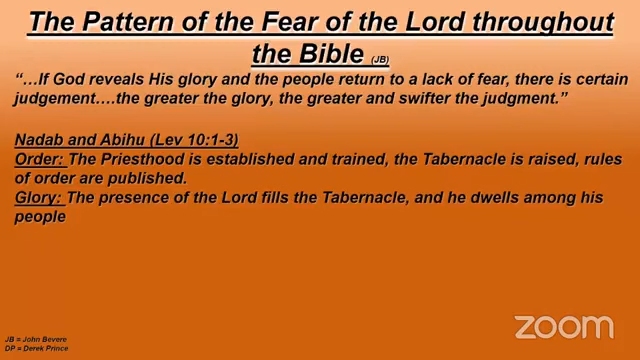 The Pattern of the Fear of the Lord throughout
the Bible (JB)
“…If God reveals His glory and the people return to a lack of fear, there is certain
judgement….the greater the glory, the greater and swifter the judgment.”
Nadab and Abihu (Lev 10:1-3)
Order: The Priesthood is established and trained, the Tabernacle is raised, rules
of order are published.
Glory: The presence of the Lord fills the Tabernacle, and he dwells among his
people
JB = John Bevere
DP = Derek Prince
zoom